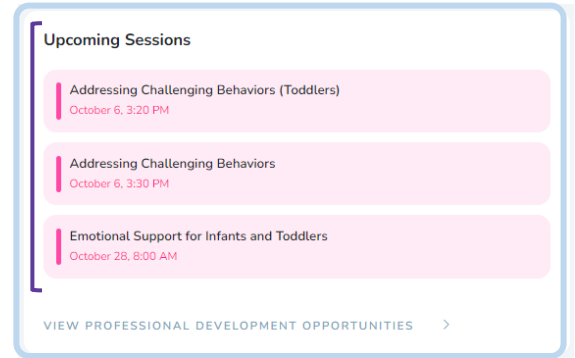 Upcoming Sessions
Addressing Challenging Behaviors (Toddlers)
October 6, 3:20 PM
Addressing Challenging Behaviors
October 6, 3:30 PM
Emotional Support for Infants and Toddlers
October 28, 8:00 AM
VIEW PROFESSIONAL DEVELOPMENT OPPORTUNITIES